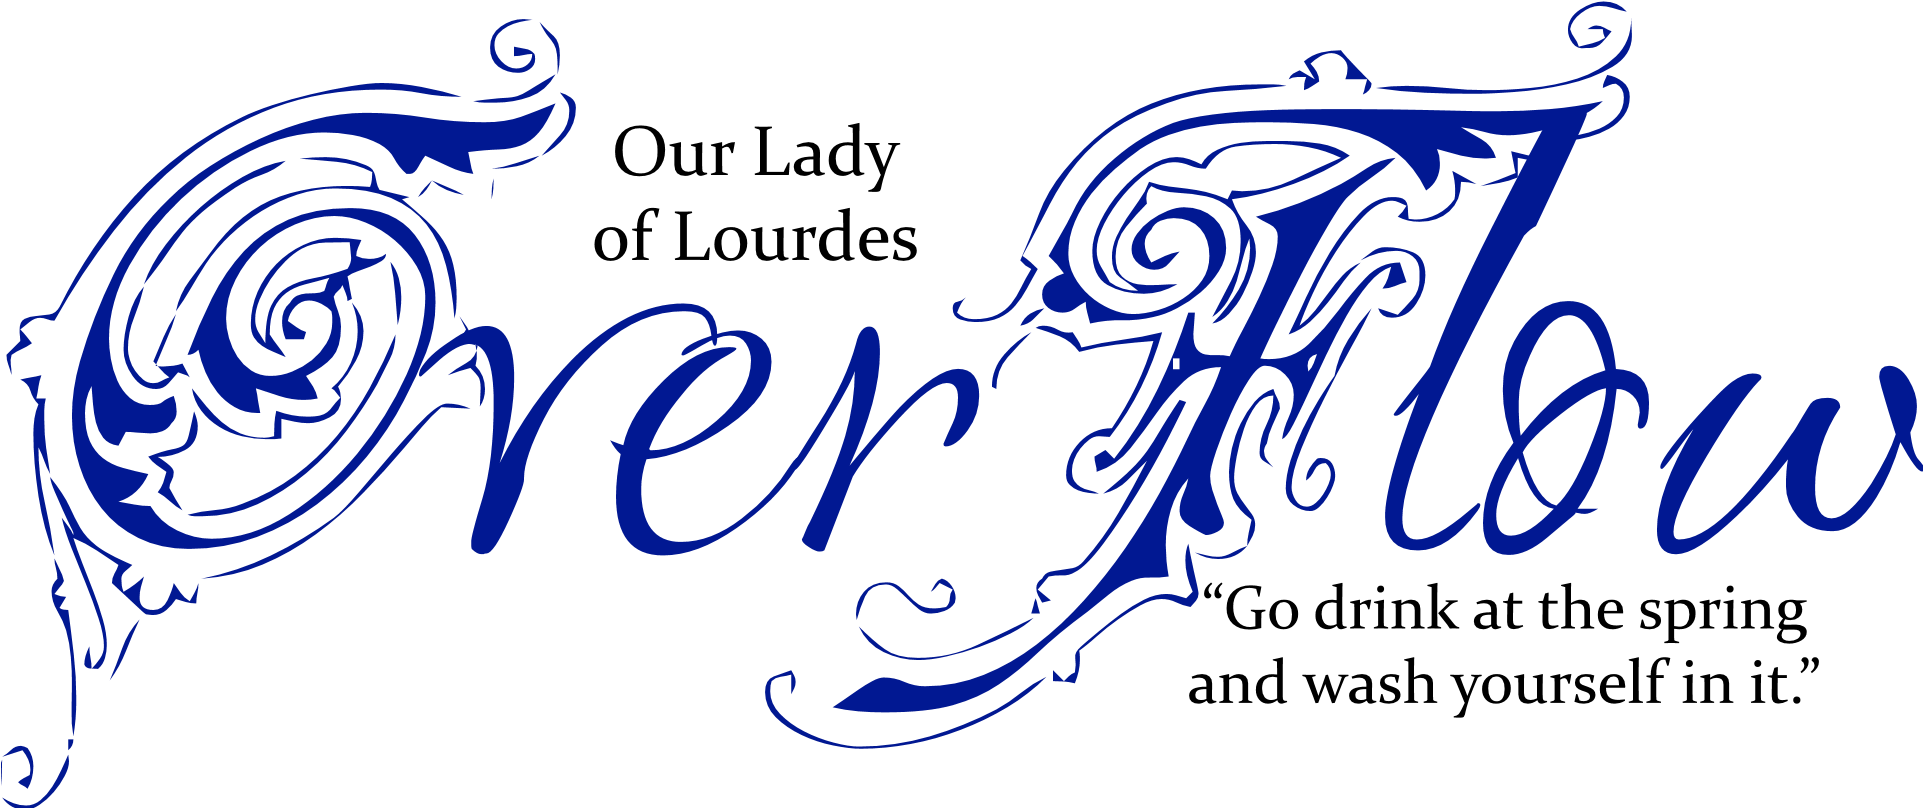 Our Lady
of Lourdes
OverFlow
“Go drink at the spring
and wash yourself in it.”